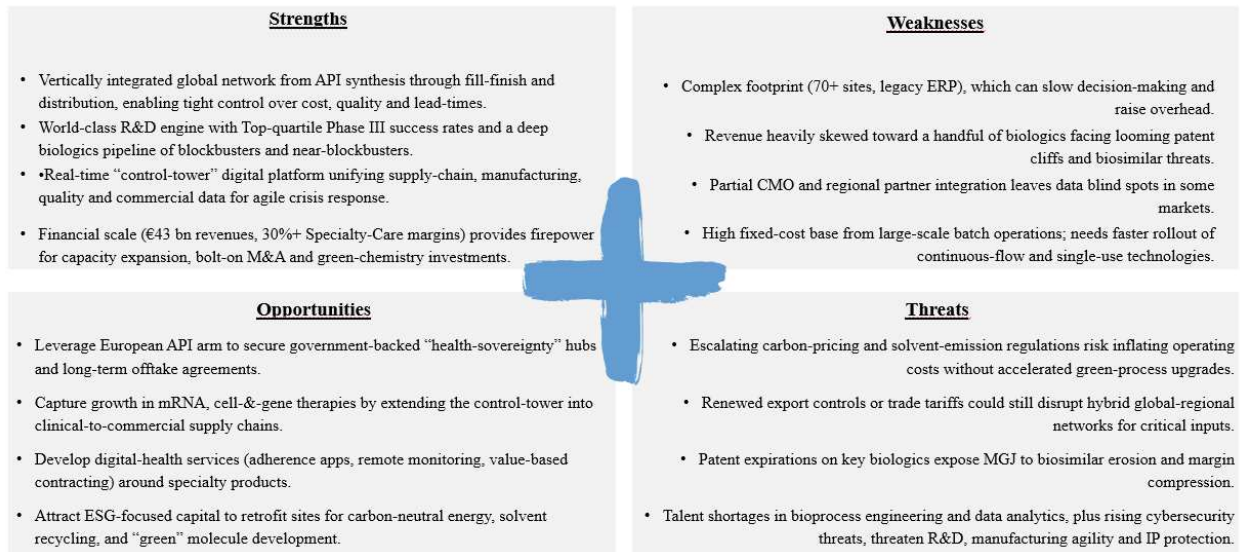 Strengths
• Vertically integrated global network from API synthesis through fill-finish and
distribution, enabling tight control over cost, quality and lead-times.
• World-class R&D engine with Top-quartile Phase III success rates and a deep
biologics pipeline of blockbusters and near-blockbusters.
• •Real-time “control-tower” digital platform unifying supply-chain, manufacturing,
quality and commercial data for agile crisis response.
• Financial scale (€43 bn revenues, 30%+ Specialty-Care margins) provides firepower
for capacity expansion, bolt-on M&A and green-chemistry investments.
Weaknesses
• Complex footprint (70+ sites, legacy ERP), which can slow decision-making and
raise overhead.
• Revenue heavily skewed toward a handful of biologics facing looming patent
cliffs and biosimilar threats.
• Partial CMO and regional partner integration leaves data blind spots in some
markets.
• High fixed-cost base from large-scale batch operations; needs faster rollout of
continuous-flow and single-use technologies.
Opportunities
• Leverage European API arm to secure government-backed “health-sovereignty” hubs
and long-term offtake agreements.
• Capture growth in mRNA, cell-&-gene therapies by extending the control-tower into
clinical-to-commercial supply chains.
• Develop digital-health services (adherence apps, remote monitoring, value-based
contracting) around specialty products.
• Attract ESG-focused capital to retrofit sites for carbon-neutral energy, solvent
recycling, and “green” molecule development.
Threats
• Escalating carbon-pricing and solvent-emission regulations risk inflating operating
costs without accelerated green-process upgrades.
• Renewed export controls or trade tariffs could still disrupt hybrid global-regional
networks for critical inputs.
• Patent expirations on key biologics expose MGJ to biosimilar erosion and margin
compression.
• Talent shortages in bioprocess engineering and data analytics, plus rising cybersecurity
threats, threaten R&D, manufacturing agility and IP protection.